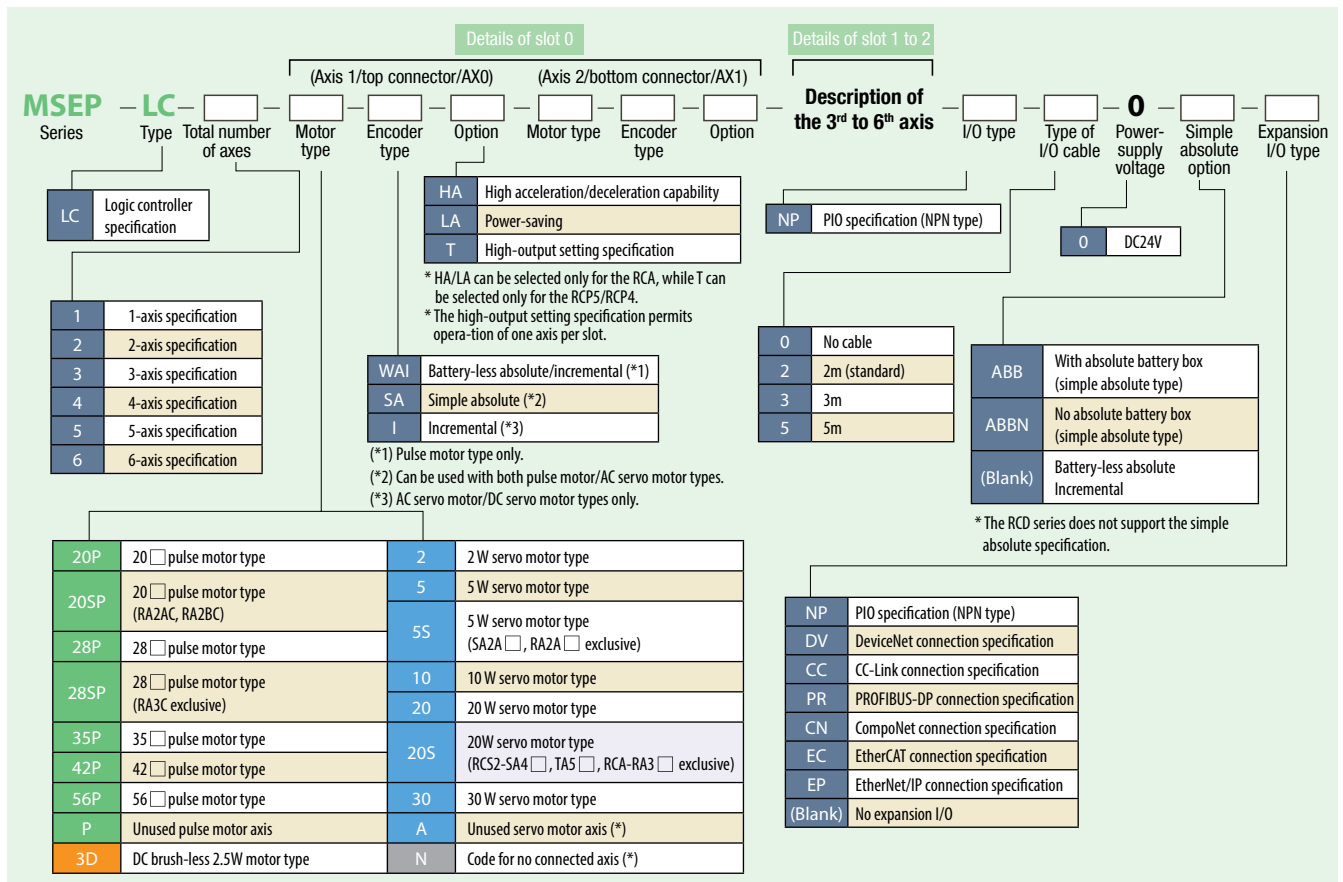 Details of slot 0
Details of slot 1 to 2
(Axis 1/top connector/AX0)
(Axis 2/bottom connector/AX1)
MSEP – LC – □ – □ – □ – □ – □ – □ – □ – Description of the 3rd to 6th axis – □ – □ – 0 – □ – □
Series
Type
Total number
of axes
Motor
type
Encoder
type
Option
Motor type
Encoder
type
Option
I/O type
Type of
I/O cable
Power-
supply
voltage
Simple
absolute
option
Expansion
I/O type
LC Logic controller
specification
1 1-axis specification
2 2-axis specification
3 3-axis specification
4 4-axis specification
5 5-axis specification
6 6-axis specification
HA High acceleration/deceleration capability
LA Power-saving
T High-output setting specification
* HA/LA can be selected only for the RCA, while T can
be selected only for the RCP5/RCP4.
* The high-output setting specification permits
opera-tion of one axis per slot.
WAI Battery-less absolute/incremental (*1)
SA Simple absolute (*2)
I Incremental (*3)
(*1) Pulse motor type only.
(*2) Can be used with both pulse motor/AC servo motor types.
(*3) AC servo motor/DC servo motor types only.
NP PIO specification (NPN type)
0 DC24V
0 No cable
2 2m (standard)
3 3m
5 5m
ABB With absolute battery box
(simple absolute type)
ABBN No absolute battery box
(simple absolute type)
(Blank) Battery-less absolute
Incremental
* The RCD series does not support the simple
absolute specification.
20P 20 □ pulse motor type
20SP 20 □ pulse motor type
(RA2AC, RA2BC)
28P 28 □ pulse motor type
28SP 28 □ pulse motor type
(RA3C exclusive)
35P 35 □ pulse motor type
42P 42 □ pulse motor type
56P 56 □ pulse motor type
P Unused pulse motor axis
3D DC brush-less 2.5W motor type
2 2 W servo motor type
5 5 W servo motor type
5S 5 W servo motor type
(SA2A □ , RA2A □ exclusive)
10 10 W servo motor type
20 20 W servo motor type
20S 20W servo motor type
(RCS2-SA4 □ , TA5 □ , RCA-RA3 □ exclusive)
30 30 W servo motor type
A Unused servo motor axis (*)
N Code for no connected axis (*)
NP PIO specification (NPN type)
DV DeviceNet connection specification
CC CC-Link connection specification
PR PROFIBUS-DP connection specification
CN CompoNet connection specification
EC EtherCAT connection specification
EP EtherNet/IP connection specification
(Blank) No expansion I/O